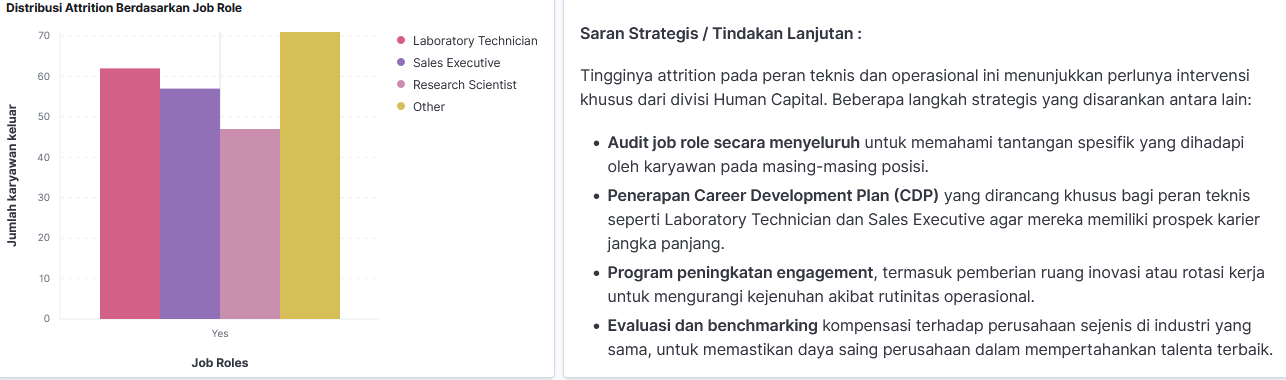 Distribusi Attrition Berdasarkan Job Role
70
60
50
40
30
20
10
0
Jumlah karyawan keluar
Yes
Job Roles
Laboratory Technician
Sales Executive
Research Scientist
Other
Saran Strategis / Tindakan Lanjutan :
Tingginya attrition pada peran teknis dan operasional ini menunjukkan perlunya intervensi
khusus dari divisi Human Capital. Beberapa langkah strategis yang disarankan antara lain:
• Audit job role secara menyeluruh untuk memahami tantangan spesifik yang dihadapi
oleh karyawan pada masing-masing posisi.
• Penerapan Career Development Plan (CDP) yang dirancang khusus bagi peran teknis
seperti Laboratory Technician dan Sales Executive agar mereka memiliki prospek karier
jangka panjang.
• Program peningkatan engagement, termasuk pemberian ruang inovasi atau rotasi kerja
untuk mengurangi kejenuhan akibat rutinitas operasional.
• Evaluasi dan benchmarking kompensasi terhadap perusahaan sejenis di industri yang
sama, untuk memastikan daya saing perusahaan dalam mempertahankan talenta terbaik.